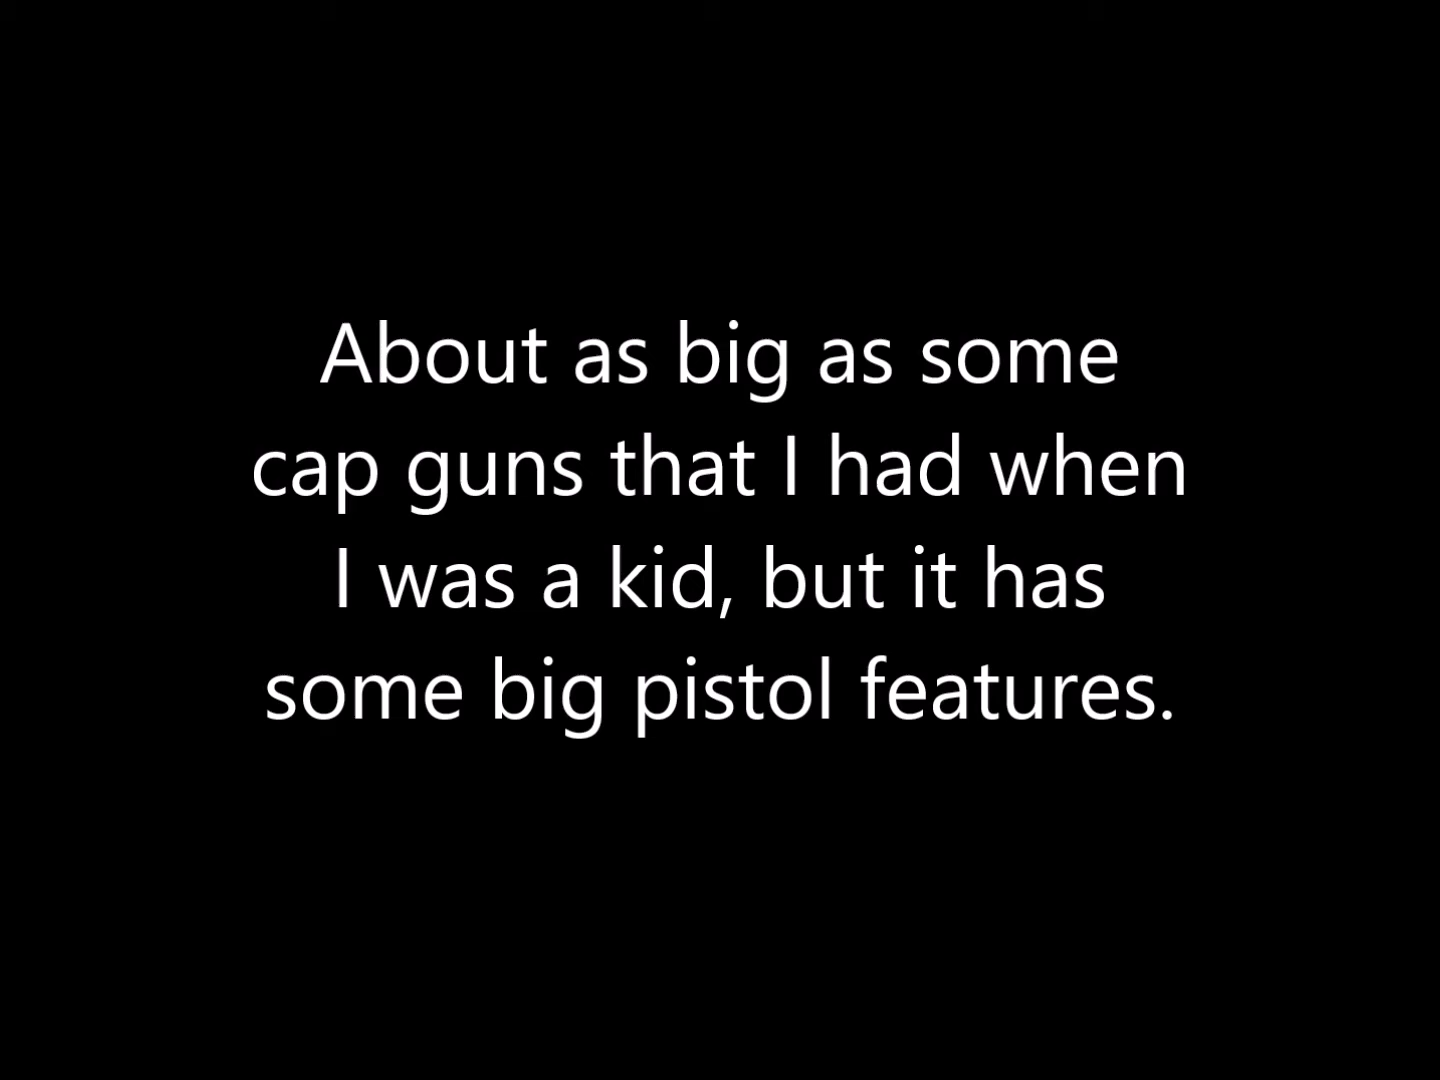 About as big as some
cap guns that I had when
I was a kid, but it has
some big pistol features.